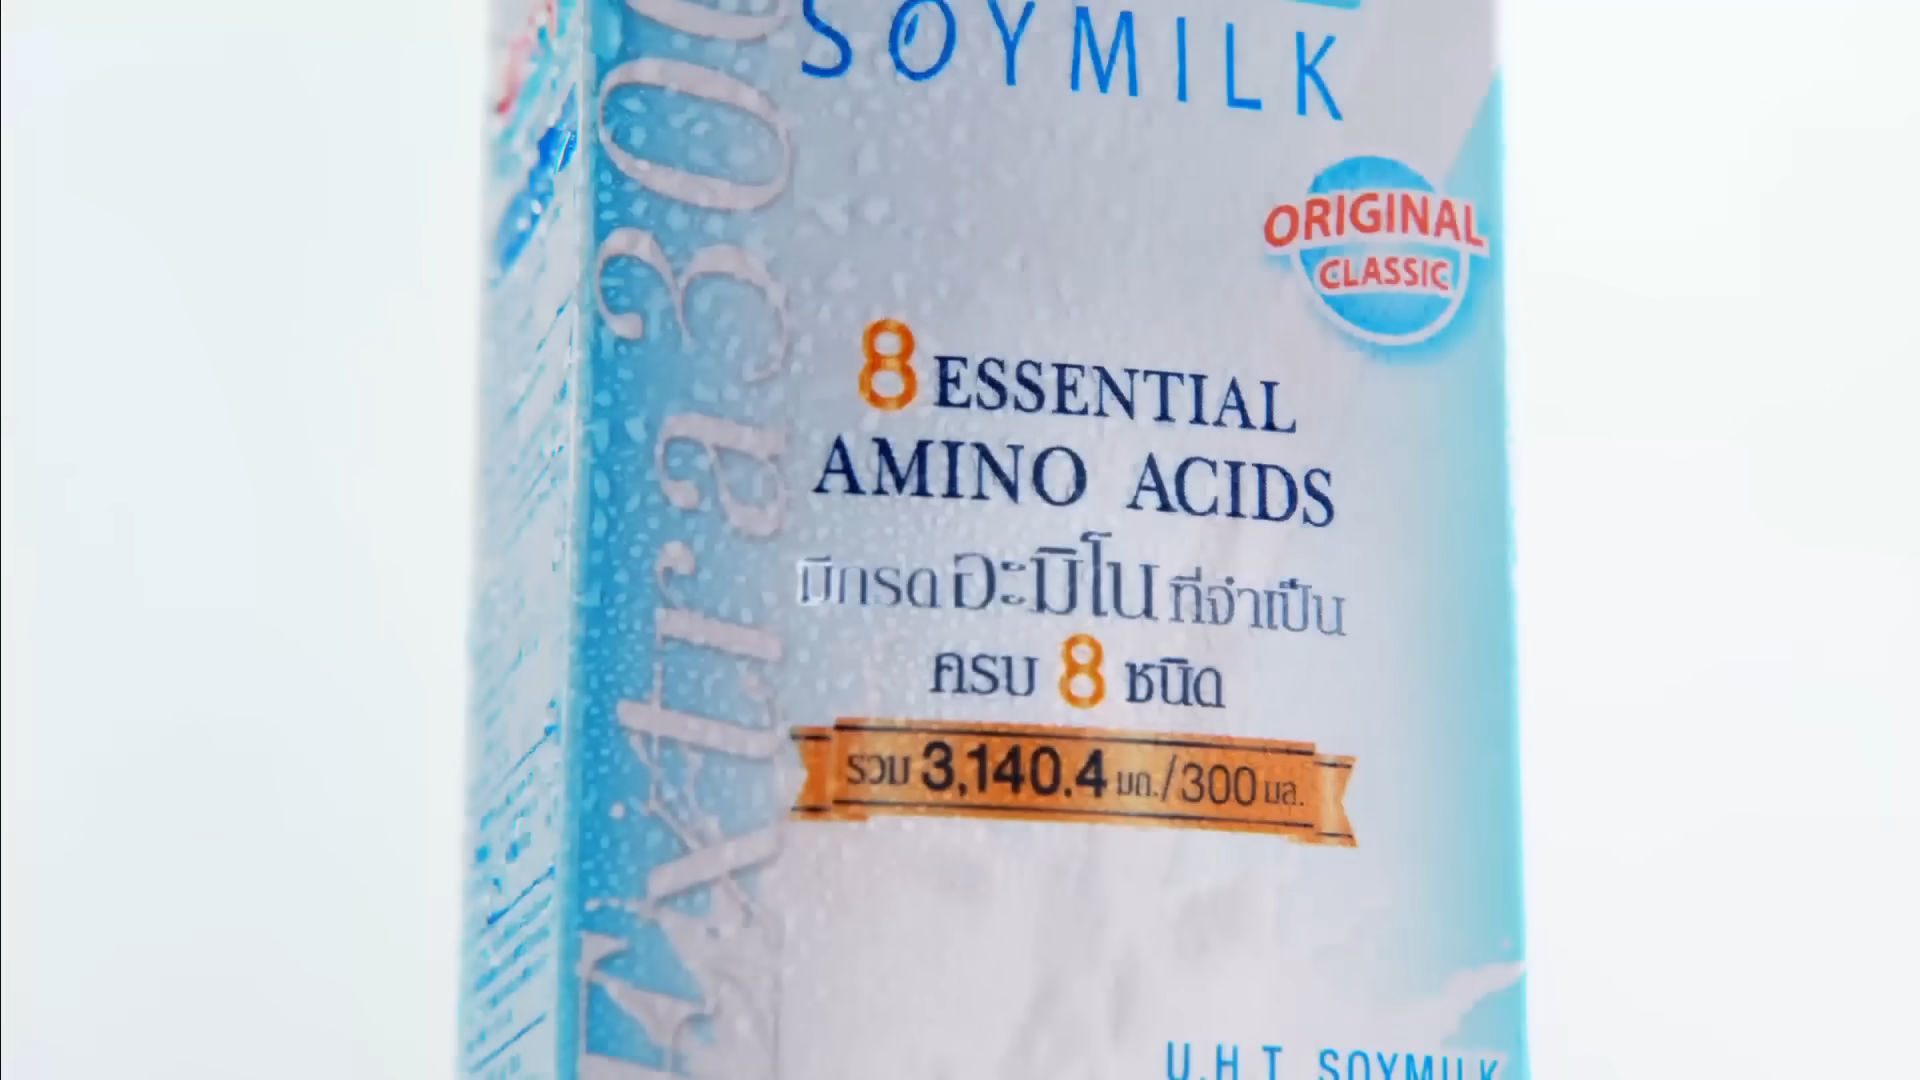 SOYMILK
ORIGINAL
CLASSIC
8 ESSENTIAL
AMINO ACIDS
มีกรดอะมิโนที่จำเป็น
ครบ 8 ชนิด
รวม 3,140.4 มก./300 มล.
Extra300
U.H.T. SOYMILK